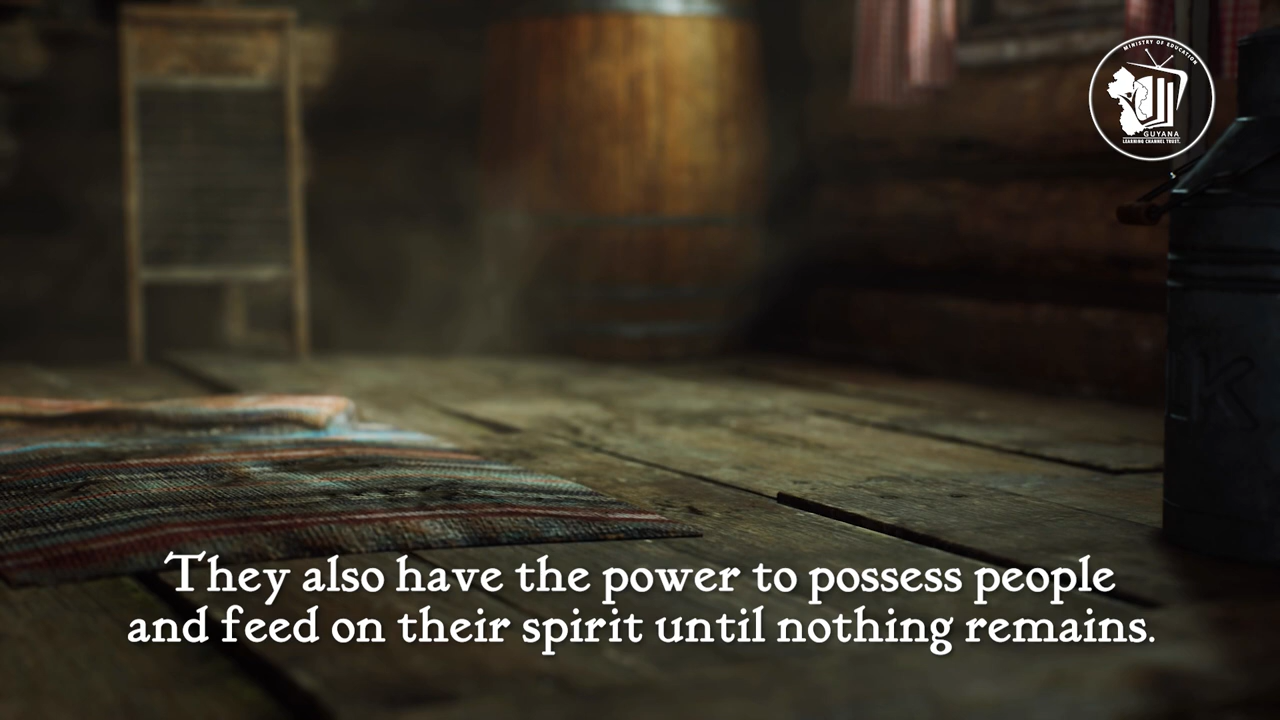 MINISTRY OF EDUCATION
GUYANA
LEARNING CHANNEL TRUST.
K
They also have the power to possess people
and feed on their spirit until nothing remains.